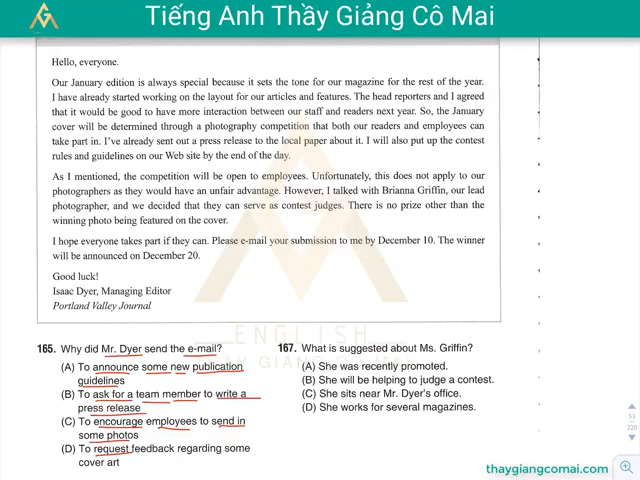 Tiếng Anh Thầy Giảng Cô Mai
Hello, everyone.
Our January edition is always special because it sets the tone for our magazine for the rest of the year.
I have already started working on the layout for our articles and features. The head reporters and I agreed
that it would be good to have more interaction between our staff and readers next year. So, the January
cover will be determined through a photography competition that both our readers and employees can
take part in. I've already sent out a press release to the local paper about it. I will also put up the contest
rules and guidelines on our Web site by the end of the day.
As I mentioned, the competition will be open to employees. Unfortunately, this does not apply to our
photographers as they would have an unfair advantage. However, I talked with Brianna Griffin, our lead
photographer, and we decided that they can serve as contest judges. There is no prize other than the
winning photo being featured on the cover.
I hope everyone takes part if they can. Please e-mail your submission to me by December 10. The winner
will be announced on December 20.
Good luck!
Isaac Dyer, Managing Editor
Portland Valley Journal
ENGLISH
THAY GIANG CO MAI
165. Why did Mr. Dyer send the e-mail?
(A) To announce some new publication
guidelines
(B) To ask for a team member to write a
press release
(C) To encourage employees to send in
some photos
(D) To request feedback regarding some
cover art
167. What is suggested about Ms. Griffin?
(A) She was recently promoted.
(B) She will be helping to judge a contest.
(C) She sits near Mr. Dyer's office.
(D) She works for several magazines.
53
220
thaygiangcomai.com